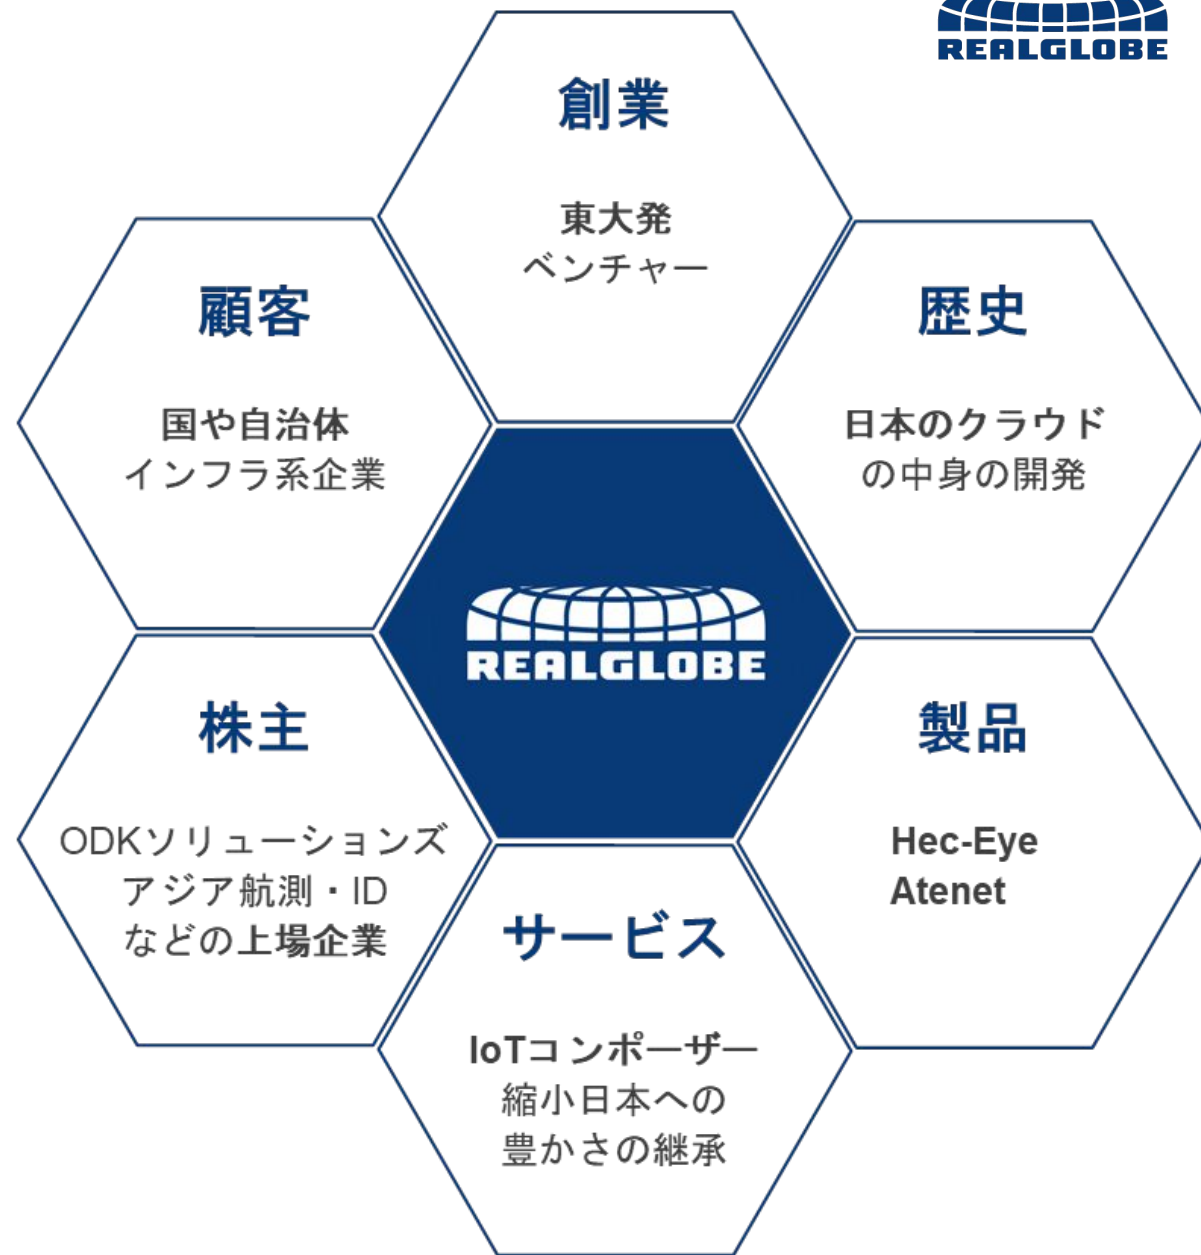 REALGLOBE
創業
東大発
ベンチャー
顧客
国や自治体
インフラ系企業
歴史
日本のクラウド
の中身の開発
REALGLOBE
株主
ODKソリューションズ
アジア航測・ID
などの上場企業
製品
Hec-Eye
Atenet
サービス
IoTコンポーザー
縮小日本への
豊かさの継承